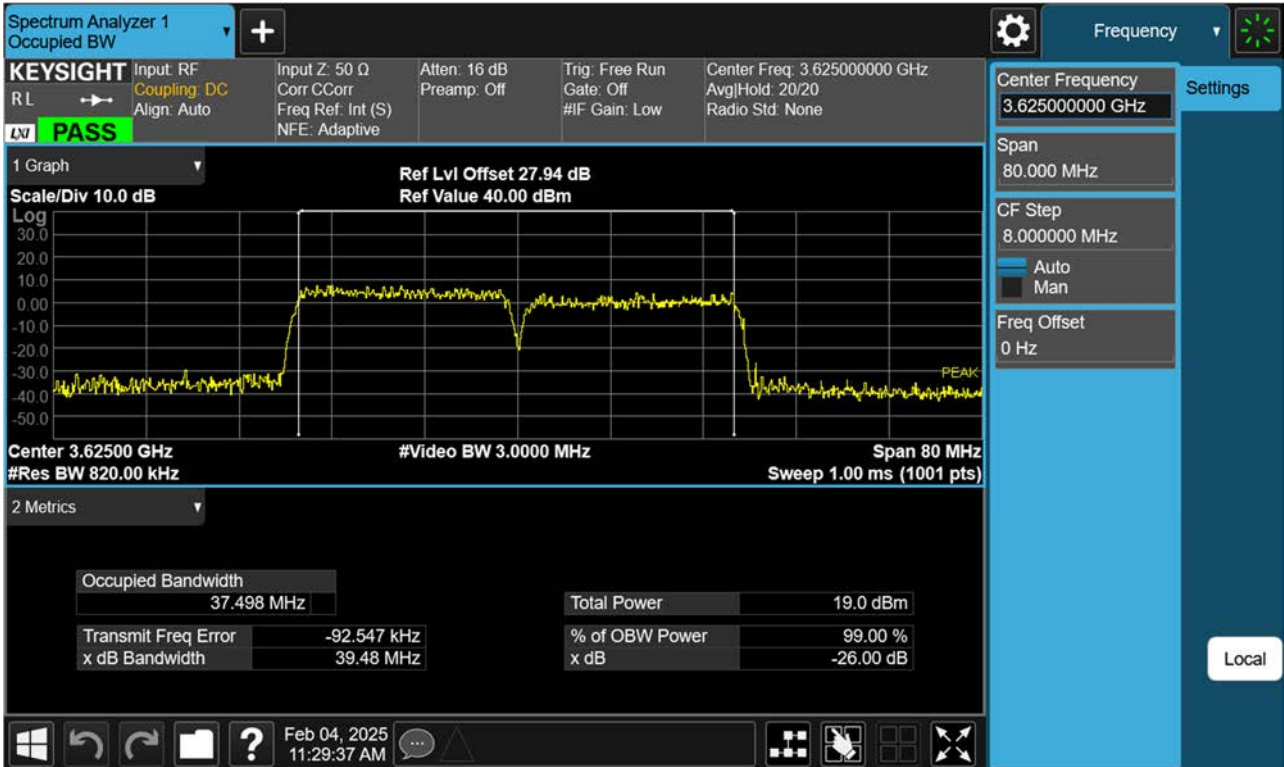 Spectrum Analyzer 1
Occupied BW
Frequency
KEYSIGHT
RL
LXI
PASS
Input: RF
Coupling: DC
Align: Auto
Input Z: 50 Ω
Corr CCorr
Freq Ref: Int (S)
NFE: Adaptive
Atten: 16 dB
Preamp: Off
Trig: Free Run
Gate: Off
#IF Gain: Low
Center Freq: 3.625000000 GHz
Avg|Hold: 20/20
Radio Std: None
Center Frequency
3.625000000 GHz
Settings
Span
80.000 MHz
CF Step
8.000000 MHz
Auto
Man
Freq Offset
0 Hz
Local
1 Graph
Scale/Div 10.0 dB
Ref Lvl Offset 27.94 dB
Ref Value 40.00 dBm
Log
30.0
20.0
10.0
0.00
-10.0
-20.0
-30.0
-40.0
-50.0
PEAK
Center 3.62500 GHz
#Video BW 3.0000 MHz
Span 80 MHz
#Res BW 820.00 kHz
Sweep 1.00 ms (1001 pts)
2 Metrics
Occupied Bandwidth
37.498 MHz
Total Power 19.0 dBm
Transmit Freq Error -92.547 kHz
% of OBW Power 99.00 %
x dB Bandwidth 39.48 MHz
x dB -26.00 dB
?
Feb 04, 2025
11:29:37 AM